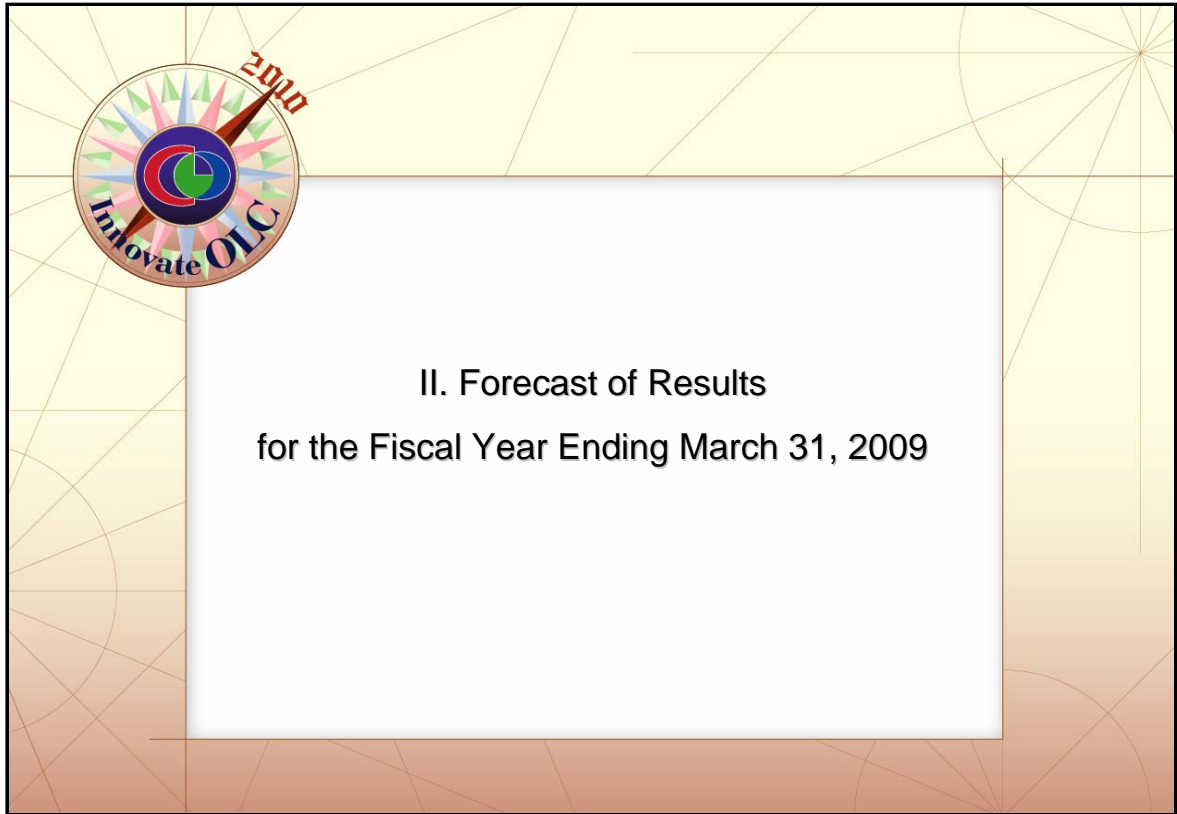 2010
Innovate OLC
II. Forecast of Results
for the Fiscal Year Ending March 31, 2009